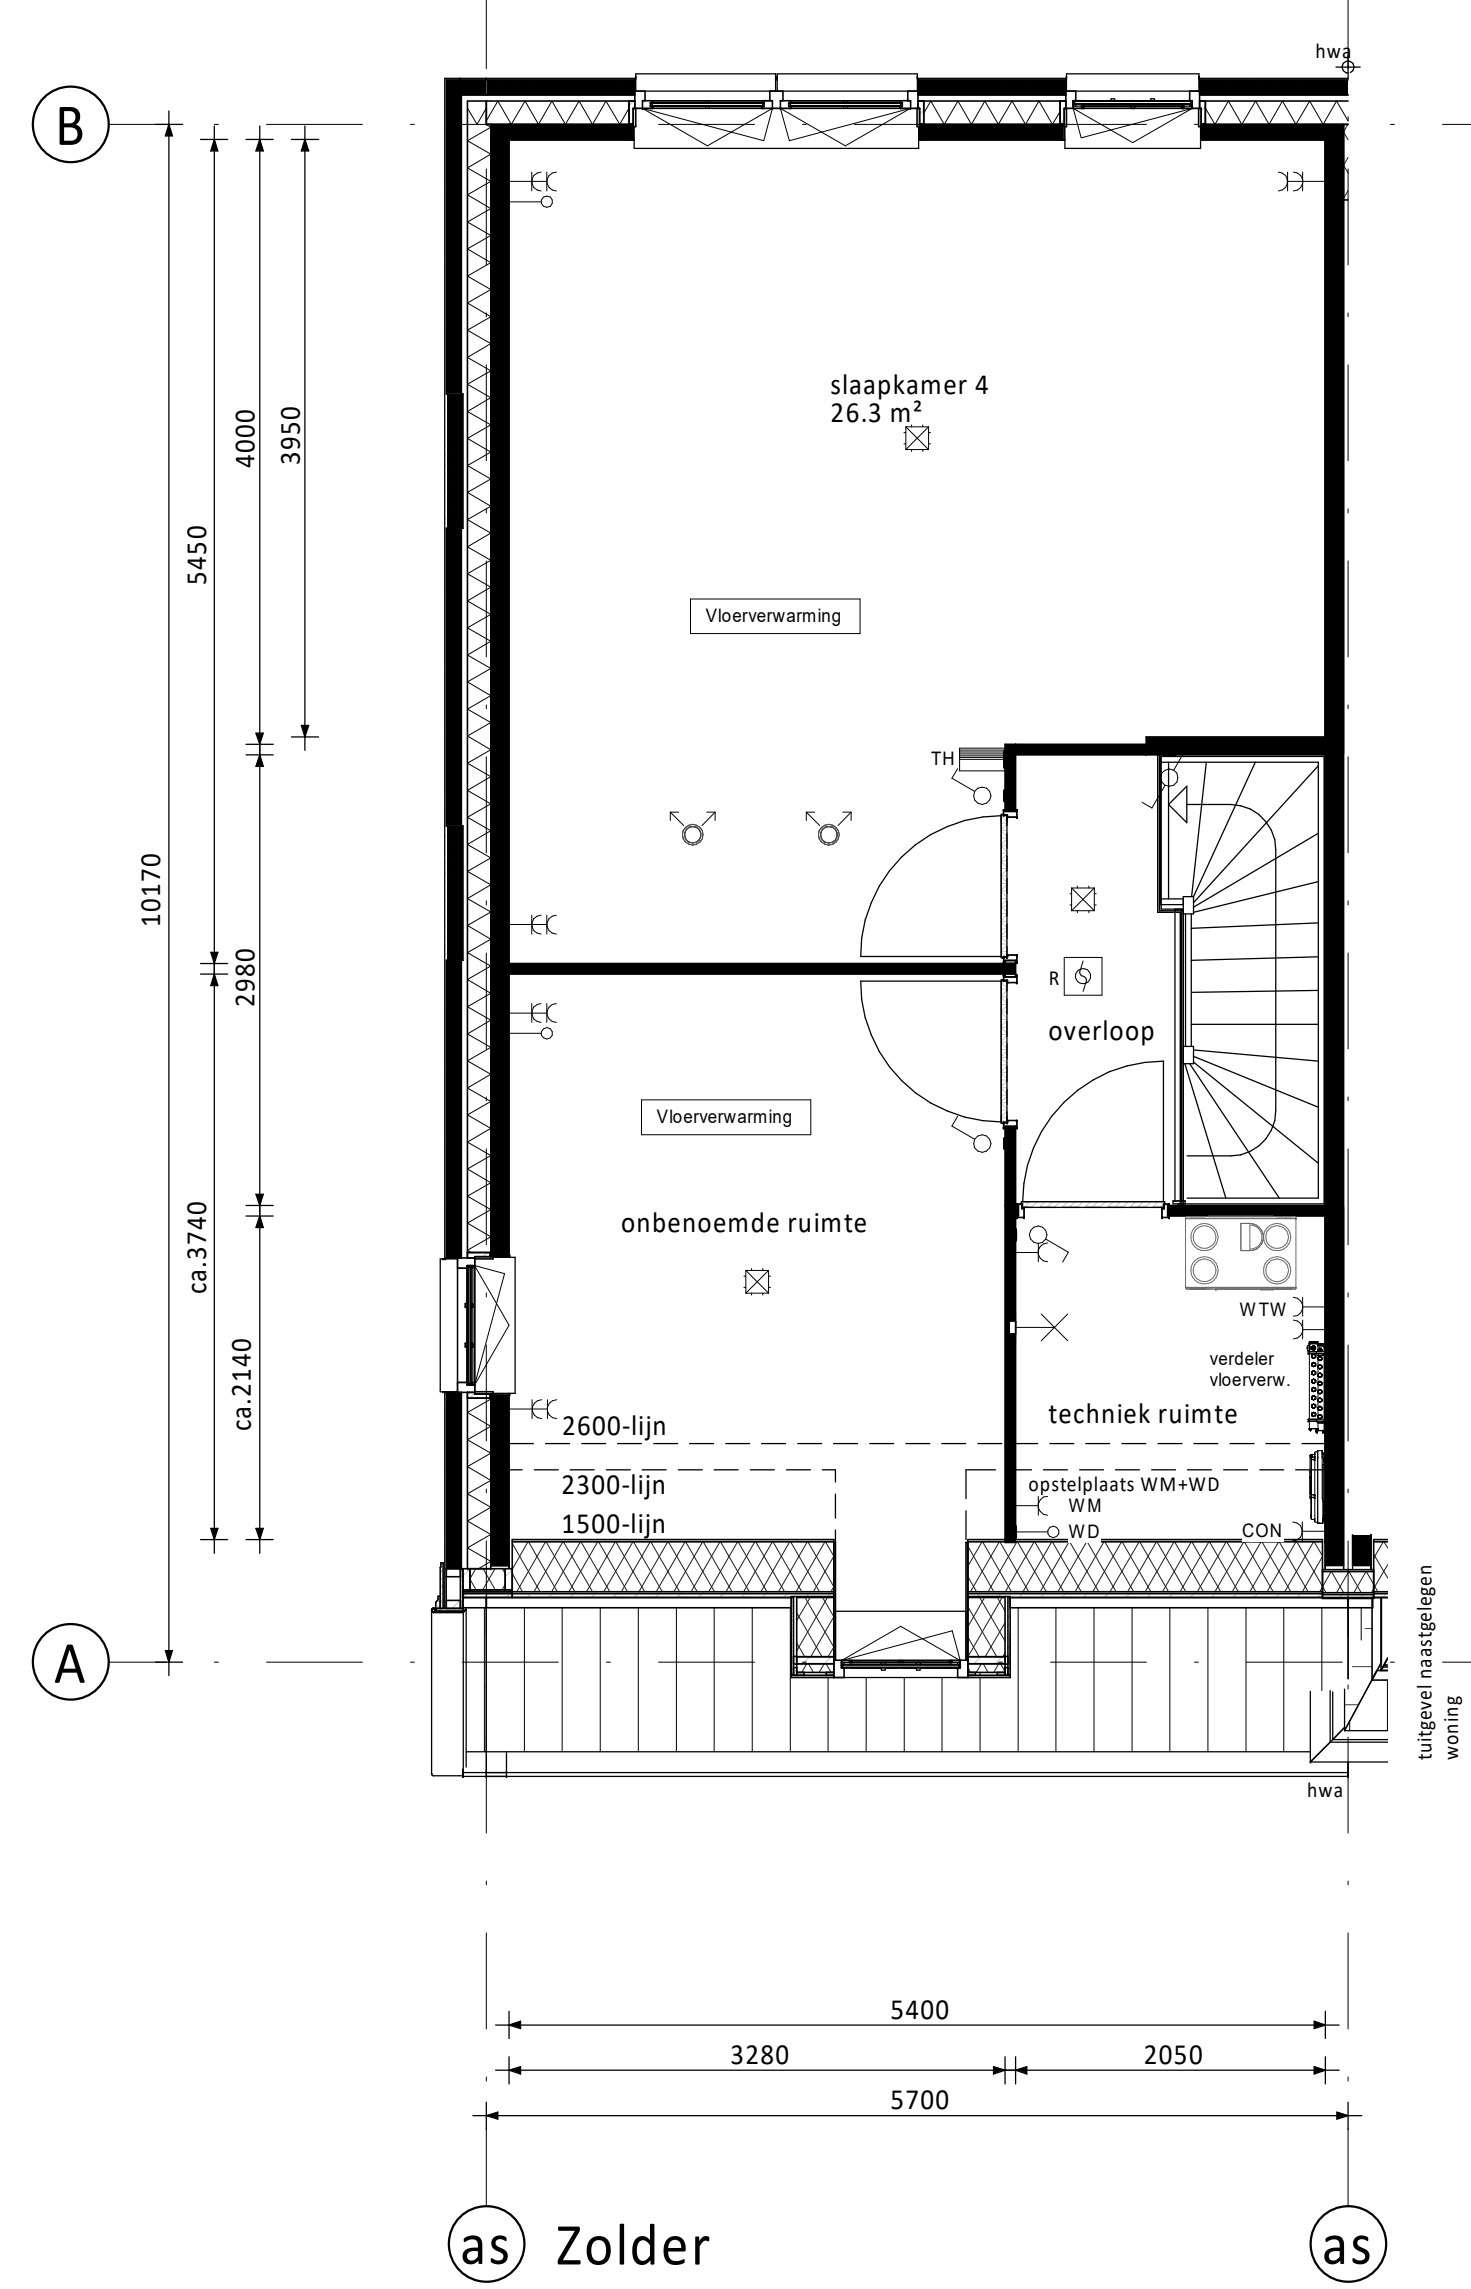 hwa
B
slaapkamer 4
26.3 m²
4000
3950
5450
Vloerverwarming
TH
10170
2980
R
overloop
Vloerverwarming
onbenoemde ruimte
ca.3740
ca.2140
WTW
verdeler
vloerverw.
techniek ruimte
2600-lijn
2300-lijn
1500-lijn
opstelplaats WM+WD
WM
WD
CON
A
tuitgevel naastgelegen
woning
hwa
5400
3280
2050
5700
as
Zolder
as